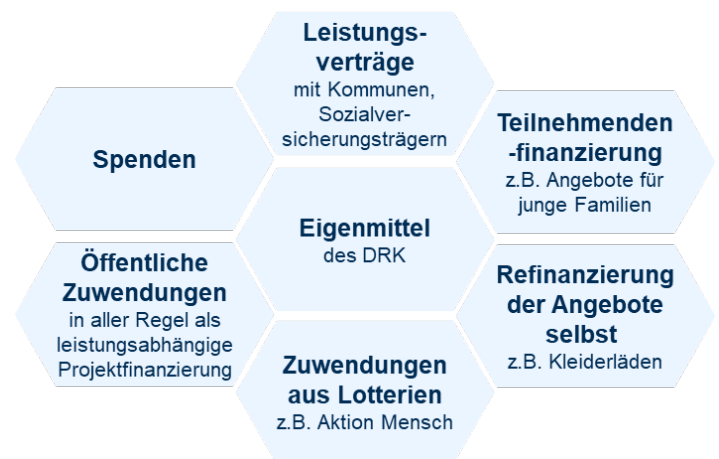 Leistungs-
verträge
mit Kommunen,
Sozialver-
sicherungsträgern
Spenden
Teilnehmenden
-finanzierung
z.B. Angebote für
junge Familien
Eigenmittel
des DRK
Öffentliche
Zuwendungen
in aller Regel als
leistungsabhängige
Projektfinanzierung
Refinanzierung
der Angebote
selbst
z.B. Kleiderläden
Zuwendungen
aus Lotterien
z.B. Aktion Mensch